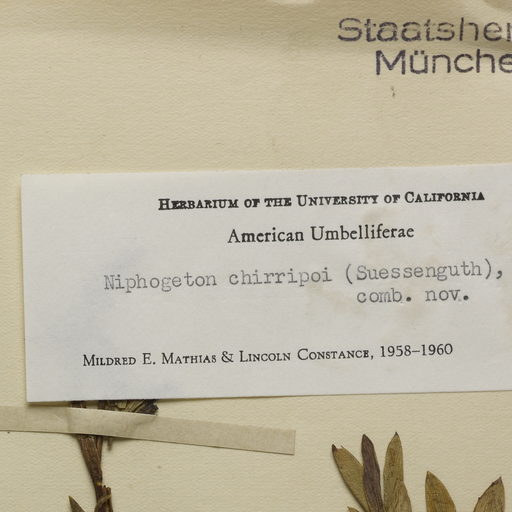 Staatsher
Münche
HERBARIUM OF THE UNIVERSITY OF CALIFORNIA
American Umbelliferae
Niphogeton chirripoi (Suessenguth),
comb. nov.
MILDRED E. MATHIAS & LINCOLN CONSTANCE, 1958–1960